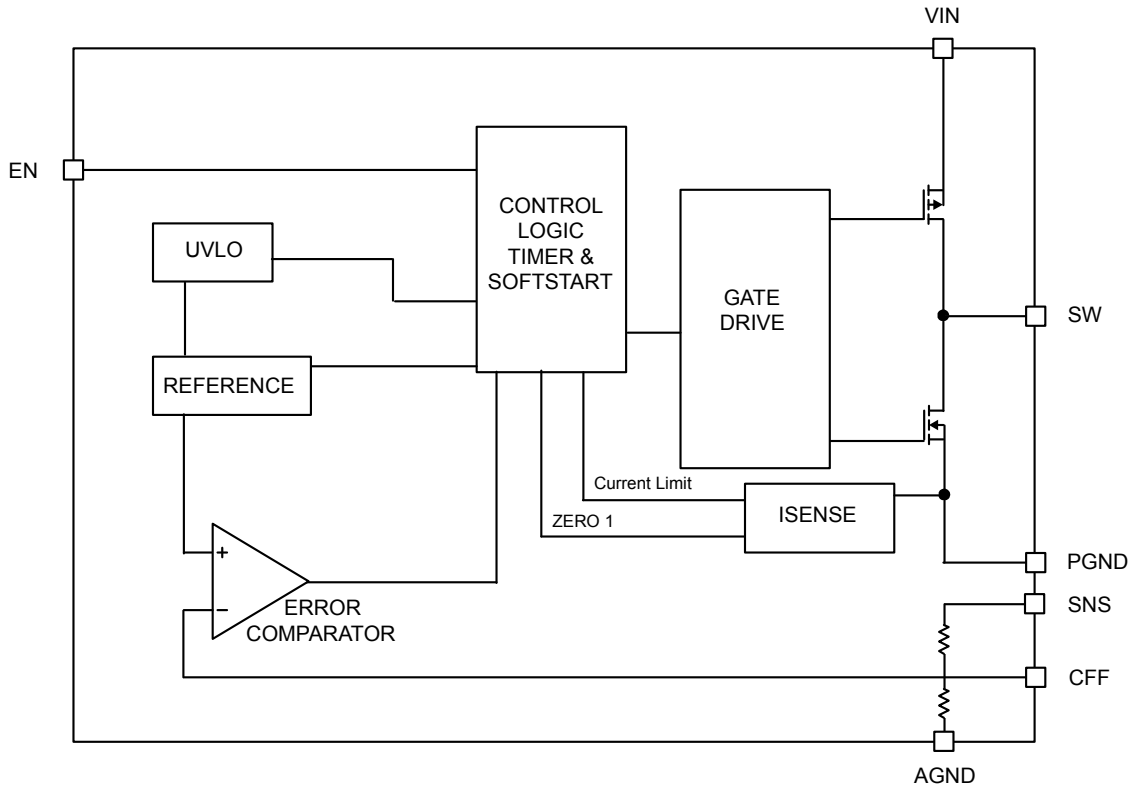 VIN
EN
CONTROL
LOGIC
TIMER &
SOFTSTART
UVLO
GATE
DRIVE
SW
REFERENCE
Current Limit
ISENSE
ZERO 1
+
−
ERROR
COMPARATOR
PGND
SNS
CFF
AGND